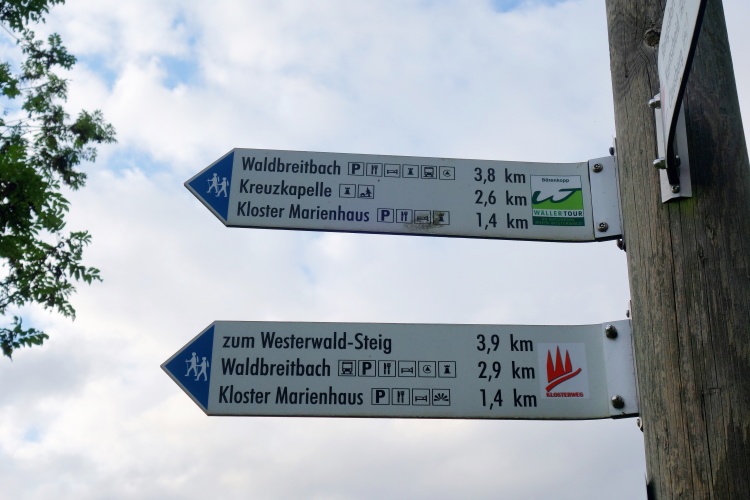 Waldbreitbach P 3,8 km
Kreuzkapelle 2,6 km
Kloster Marienhaus P 1,4 km
Bärenkopp
WÄLLERTOUR
zum Westerwald-Steig 3,9 km
Waldbreitbach P 2,9 km
Kloster Marienhaus P 1,4 km
KLOSTERWEG